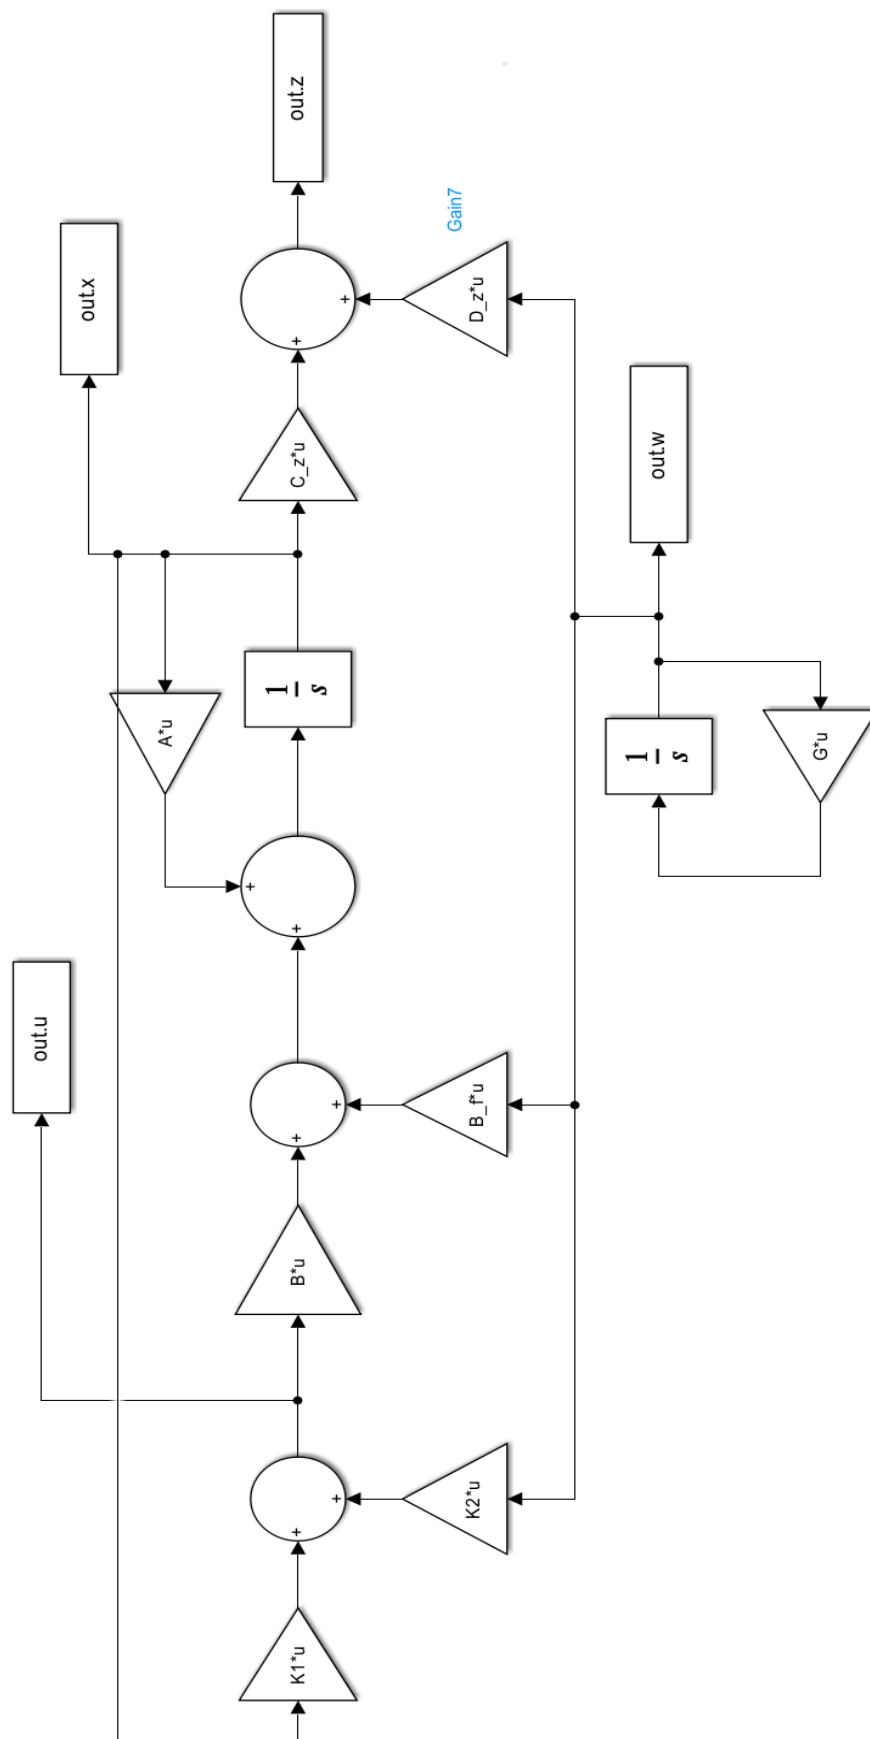 out.z
out.x
Gain7
D_z*u
C_z*u
out.w
1
s
A*u
1
s
G*u
+
+
+
+
out.u
B_f*u
+
+
B*u
K2*u
+
+
K1*u